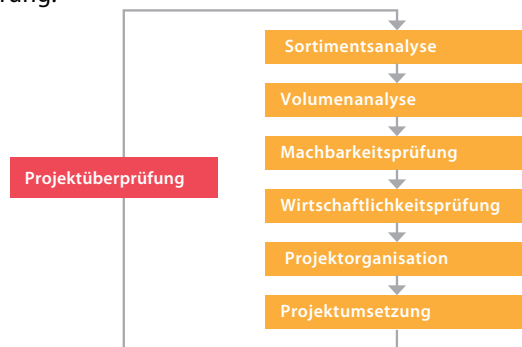 Sortimentsanalyse
Volumenanalyse
Machbarkeitsprüfung
Projektüberprüfung
Wirtschaftlichkeitsprüfung
Projektorganisation
Projektumsetzung